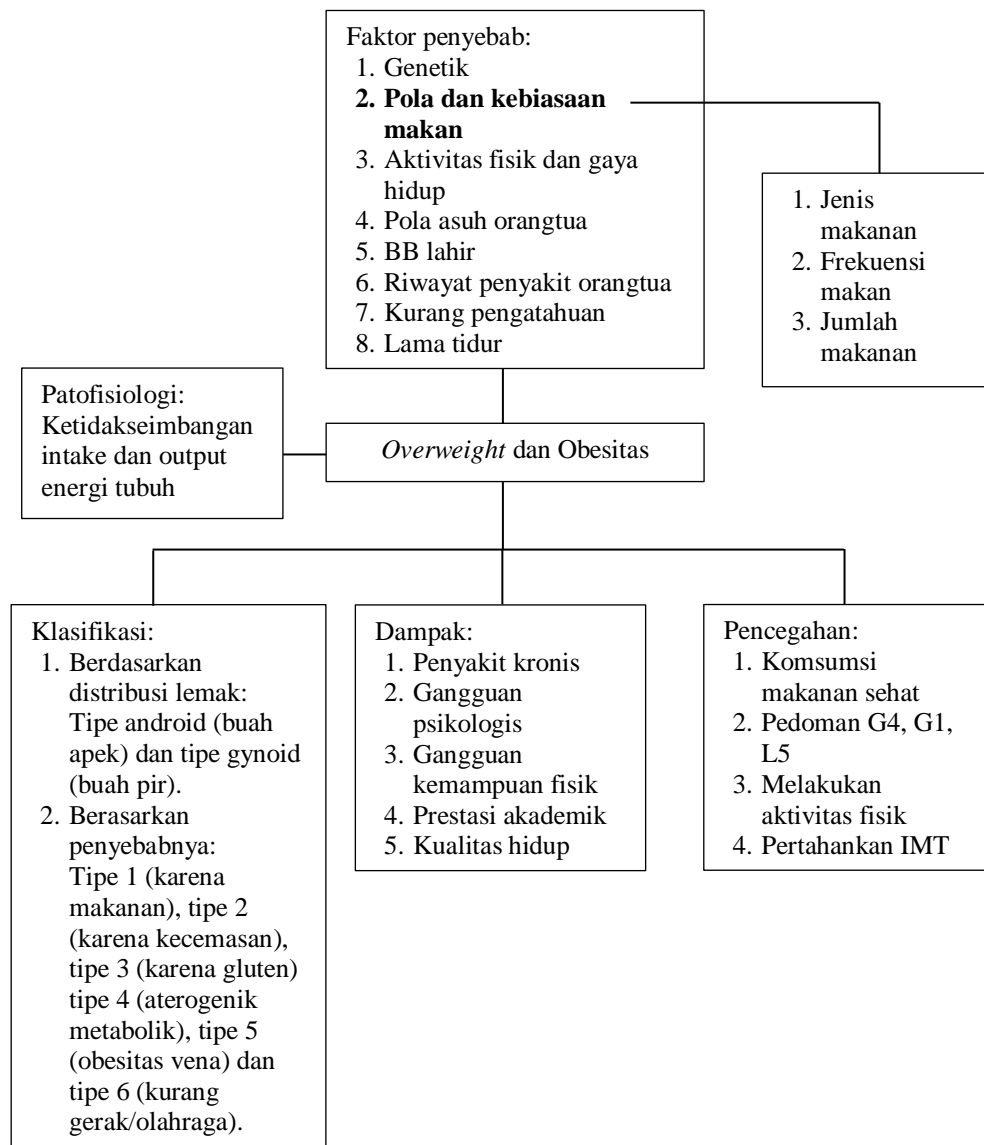 Faktor penyebab:
1. Genetik
2. Pola dan kebiasaan
makan
3. Aktivitas fisik dan gaya
hidup
4. Pola asuh orangtua
5. BB lahir
6. Riwayat penyakit orangtua
7. Kurang pengatahuan
8. Lama tidur
1. Jenis
makanan
2. Frekuensi
makan
3. Jumlah
makanan
Patofisiologi:
Ketidakseimbangan
intake dan output
energi tubuh
Overweight dan Obesitas
Klasifikasi:
1. Berdasarkan
distribusi lemak:
Tipe android (buah
apek) dan tipe gynoid
(buah pir).
2. Berasarkan
penyebabnya:
Tipe 1 (karena
makanan), tipe 2
(karena kecemasan),
tipe 3 (karena gluten)
tipe 4 (aterogenik
metabolik), tipe 5
(obesitas vena) dan
tipe 6 (kurang
gerak/olahraga).
Dampak:
1. Penyakit kronis
2. Gangguan
psikologis
3. Gangguan
kemampuan fisik
4. Prestasi akademik
5. Kualitas hidup
Pencegahan:
1. Komsumsi
makanan sehat
2. Pedoman G4, G1,
L5
3. Melakukan
aktivitas fisik
4. Pertahankan IMT